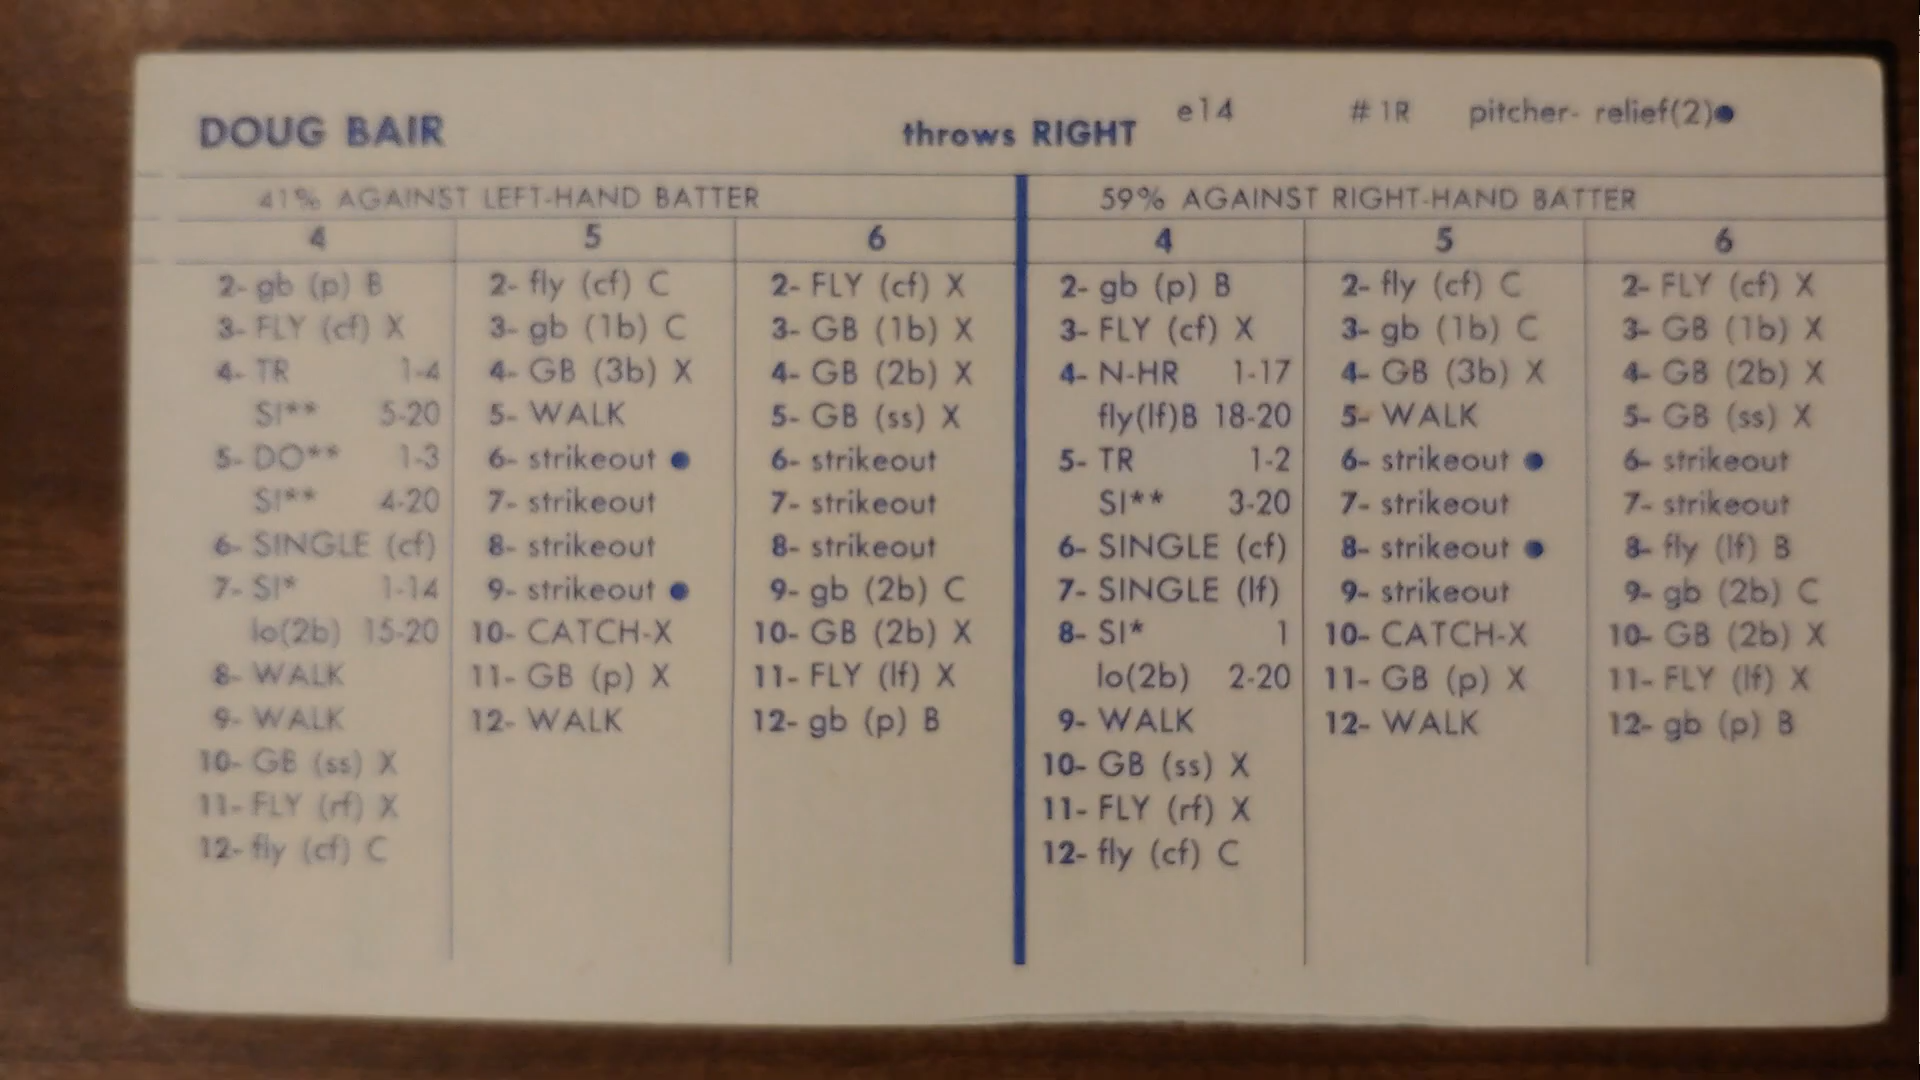 DOUG BAIR throws RIGHT e14 # 1R pitcher- relief(2)●
41% AGAINST LEFT-HAND BATTER
4 5 6
2- gb (p) B 2- fly (cf) C 2- FLY (cf) X
3- FLY (cf) X 3- gb (1b) C 3- GB (1b) X
4- TR 1-4 4- GB (3b) X 4- GB (2b) X
SI** 5-20 5- WALK 5- GB (ss) X
5- DO** 1-3 6- strikeout ● 6- strikeout
SI** 4-20 7- strikeout 7- strikeout
6- SINGLE (cf) 8- strikeout 8- strikeout
7- SI* 1-14 9- strikeout ● 9- gb (2b) C
lo(2b) 15-20 10- CATCH-X 10- GB (2b) X
8- WALK 11- GB (p) X 11- FLY (lf) X
9- WALK 12- WALK 12- gb (p) B
10- GB (ss) X
11- FLY (rf) X
12- fly (cf) C
59% AGAINST RIGHT-HAND BATTER
4 5 6
2- gb (p) B 2- fly (cf) C 2- FLY (cf) X
3- FLY (cf) X 3- gb (1b) C 3- GB (1b) X
4- N-HR 1-17 4- GB (3b) X 4- GB (2b) X
fly(lf)B 18-20 5- WALK 5- GB (ss) X
5- TR 1-2 6- strikeout ● 6- strikeout
SI** 3-20 7- strikeout 7- strikeout
6- SINGLE (cf) 8- strikeout ● 8- fly (lf) B
7- SINGLE (lf) 9- strikeout 9- gb (2b) C
8- SI* 1 10- CATCH-X 10- GB (2b) X
lo(2b) 2-20 11- GB (p) X 11- FLY (lf) X
9- WALK 12- WALK 12- gb (p) B
10- GB (ss) X
11- FLY (rf) X
12- fly (cf) C